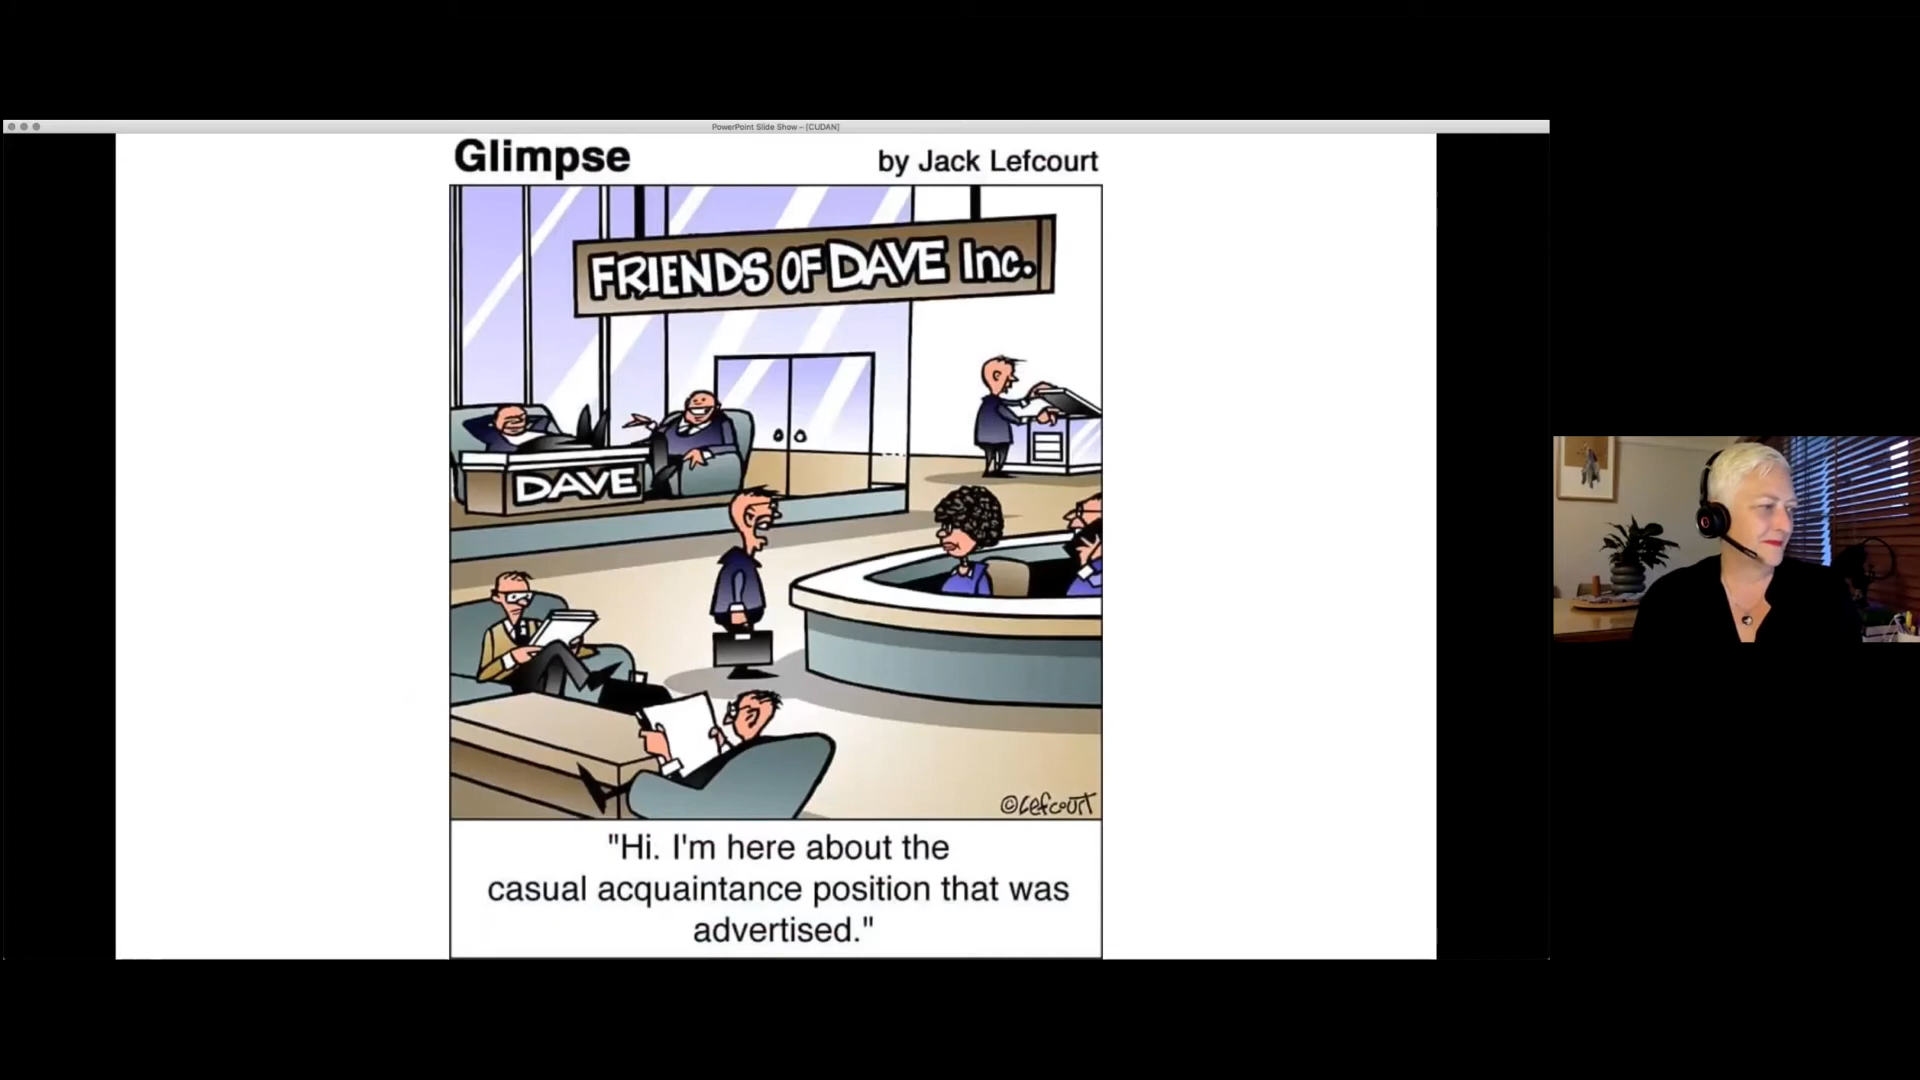 PowerPoint Slide Show – [CUDAN]
Glimpse
by Jack Lefcourt
FRIENDS OF DAVE Inc.
DAVE
©Lefcourt
"Hi. I'm here about the
casual acquaintance position that was
advertised."